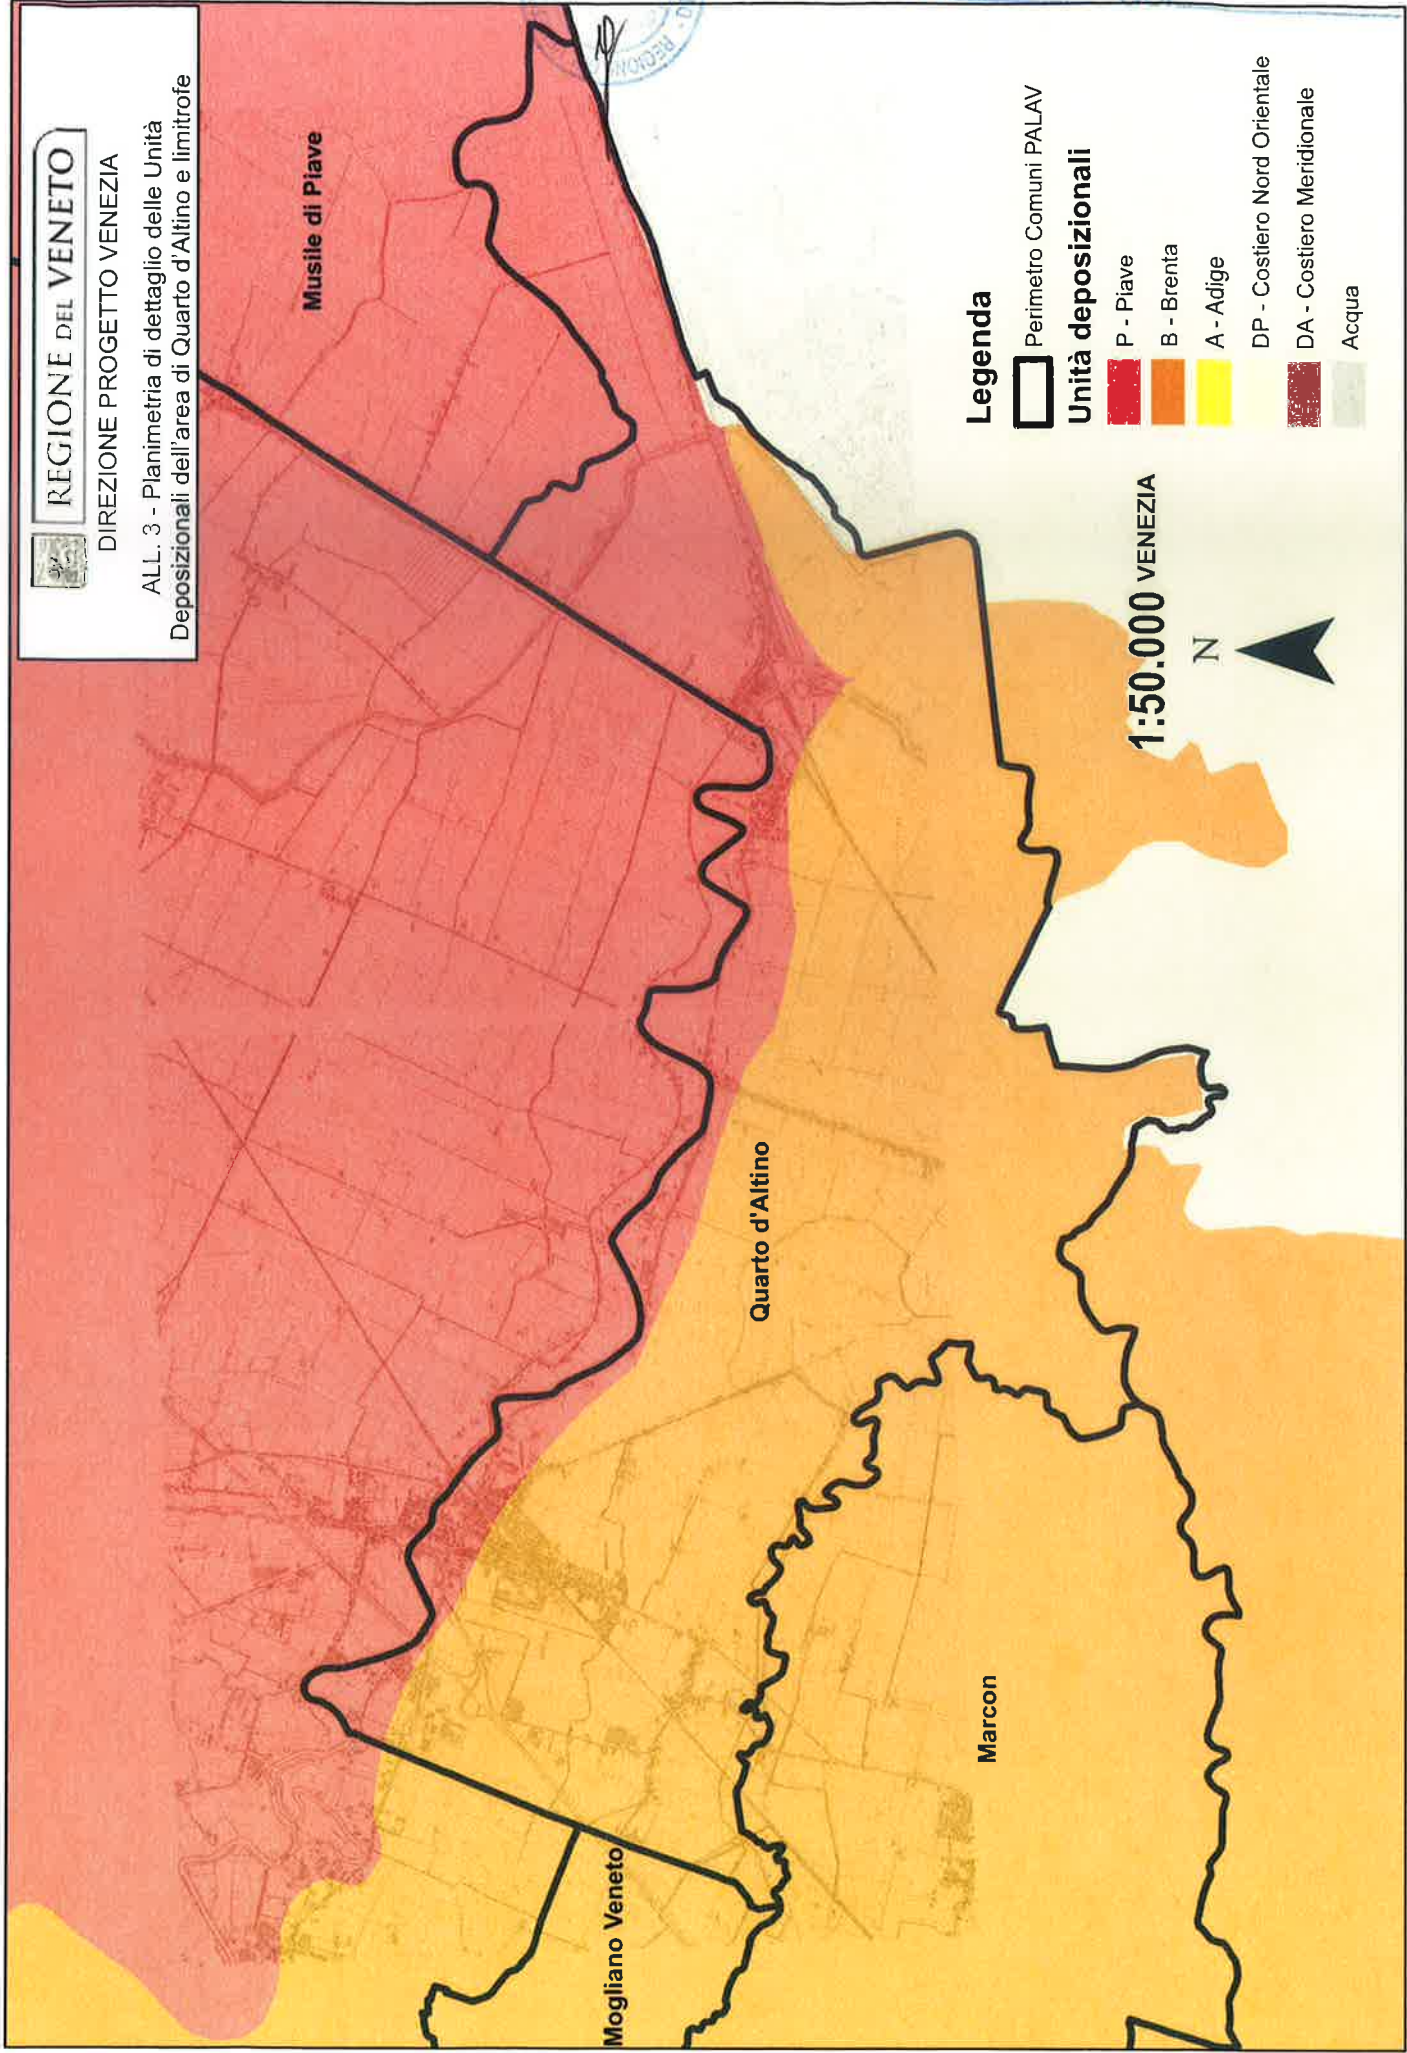 REGIONE DEL VENETO
DIREZIONE PROGETTO VENEZIA
ALL. 3 - Planimetria di dettaglio delle Unità
Deposizionali dell'area di Quarto d'Altino e limitrofe
Musile di Piave
Quarto d'Altino
Mogliano Veneto
Marcon
Legenda
Perimetro Comuni PALAV
Unità deposizionali
P - Piave
B - Brenta
A - Adige
DP - Costiero Nord Orientale
DA - Costiero Meridionale
Acqua
1:50.000 VENEZIA
N